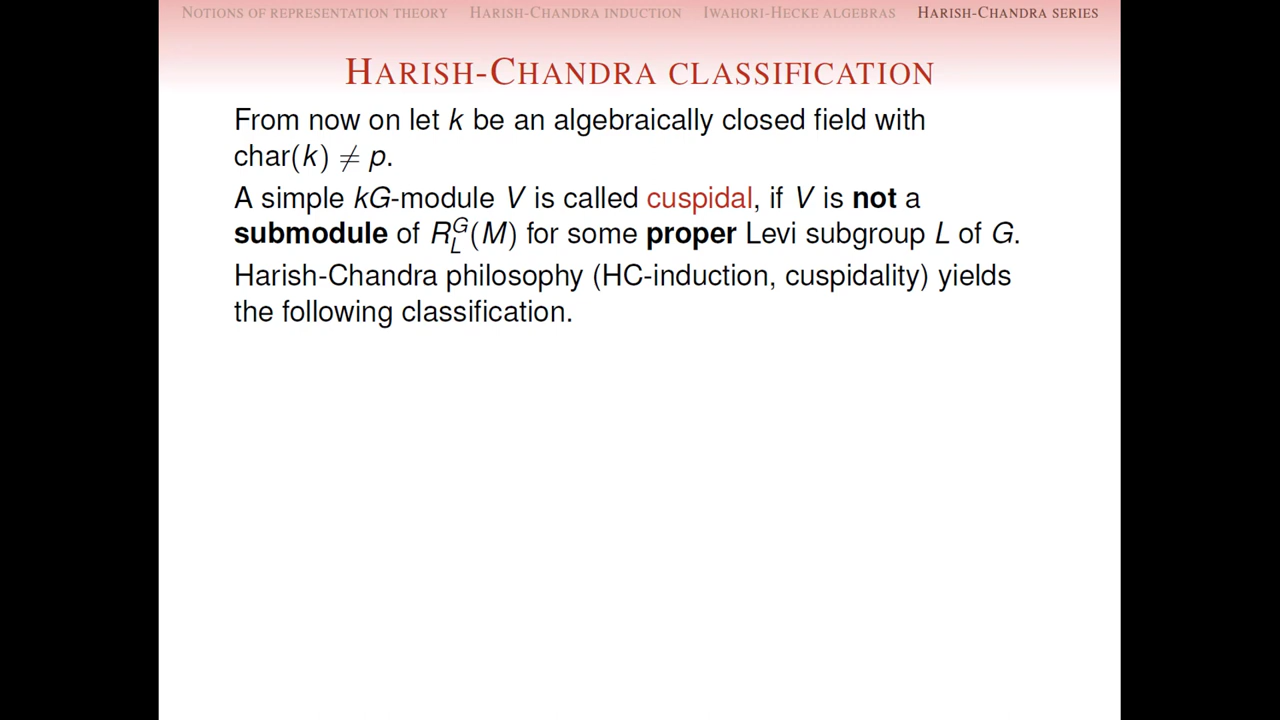 NOTIONS OF REPRESENTATION THEORY HARISH-CHANDRA INDUCTION IWAHORI-HECKE ALGEBRAS HARISH-CHANDRA SERIES
HARISH-CHANDRA CLASSIFICATION
From now on let k be an algebraically closed field with
char(k) ≠ p.
A simple kG-module V is called cuspidal, if V is not a
submodule of R_L^G(M) for some proper Levi subgroup L of G.
Harish-Chandra philosophy (HC-induction, cuspidality) yields
the following classification.